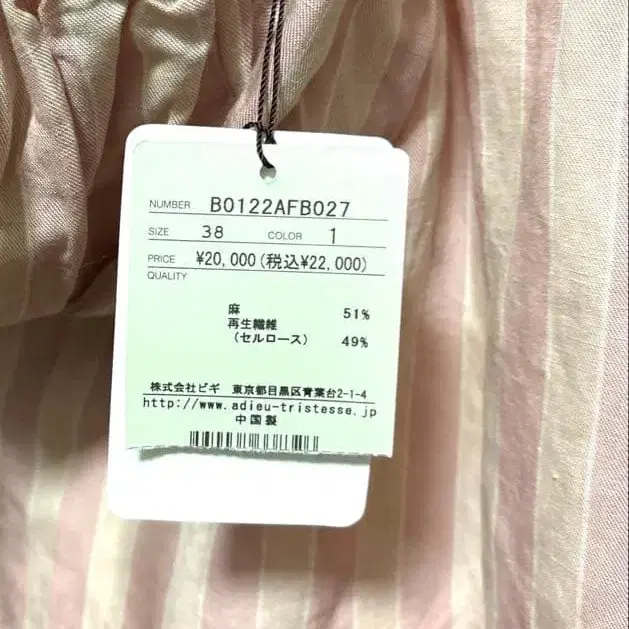 NUMBER B0122AFB027
SIZE 38 COLOR 1
PRICE ¥20,000(税込¥22,000)
QUALITY
麻 51%
再生繊維
(セルロース) 49%
株式会社ビギ 東京都目黒区青葉台2-1-4
http://www.adieu-tristesse.jp
中国製